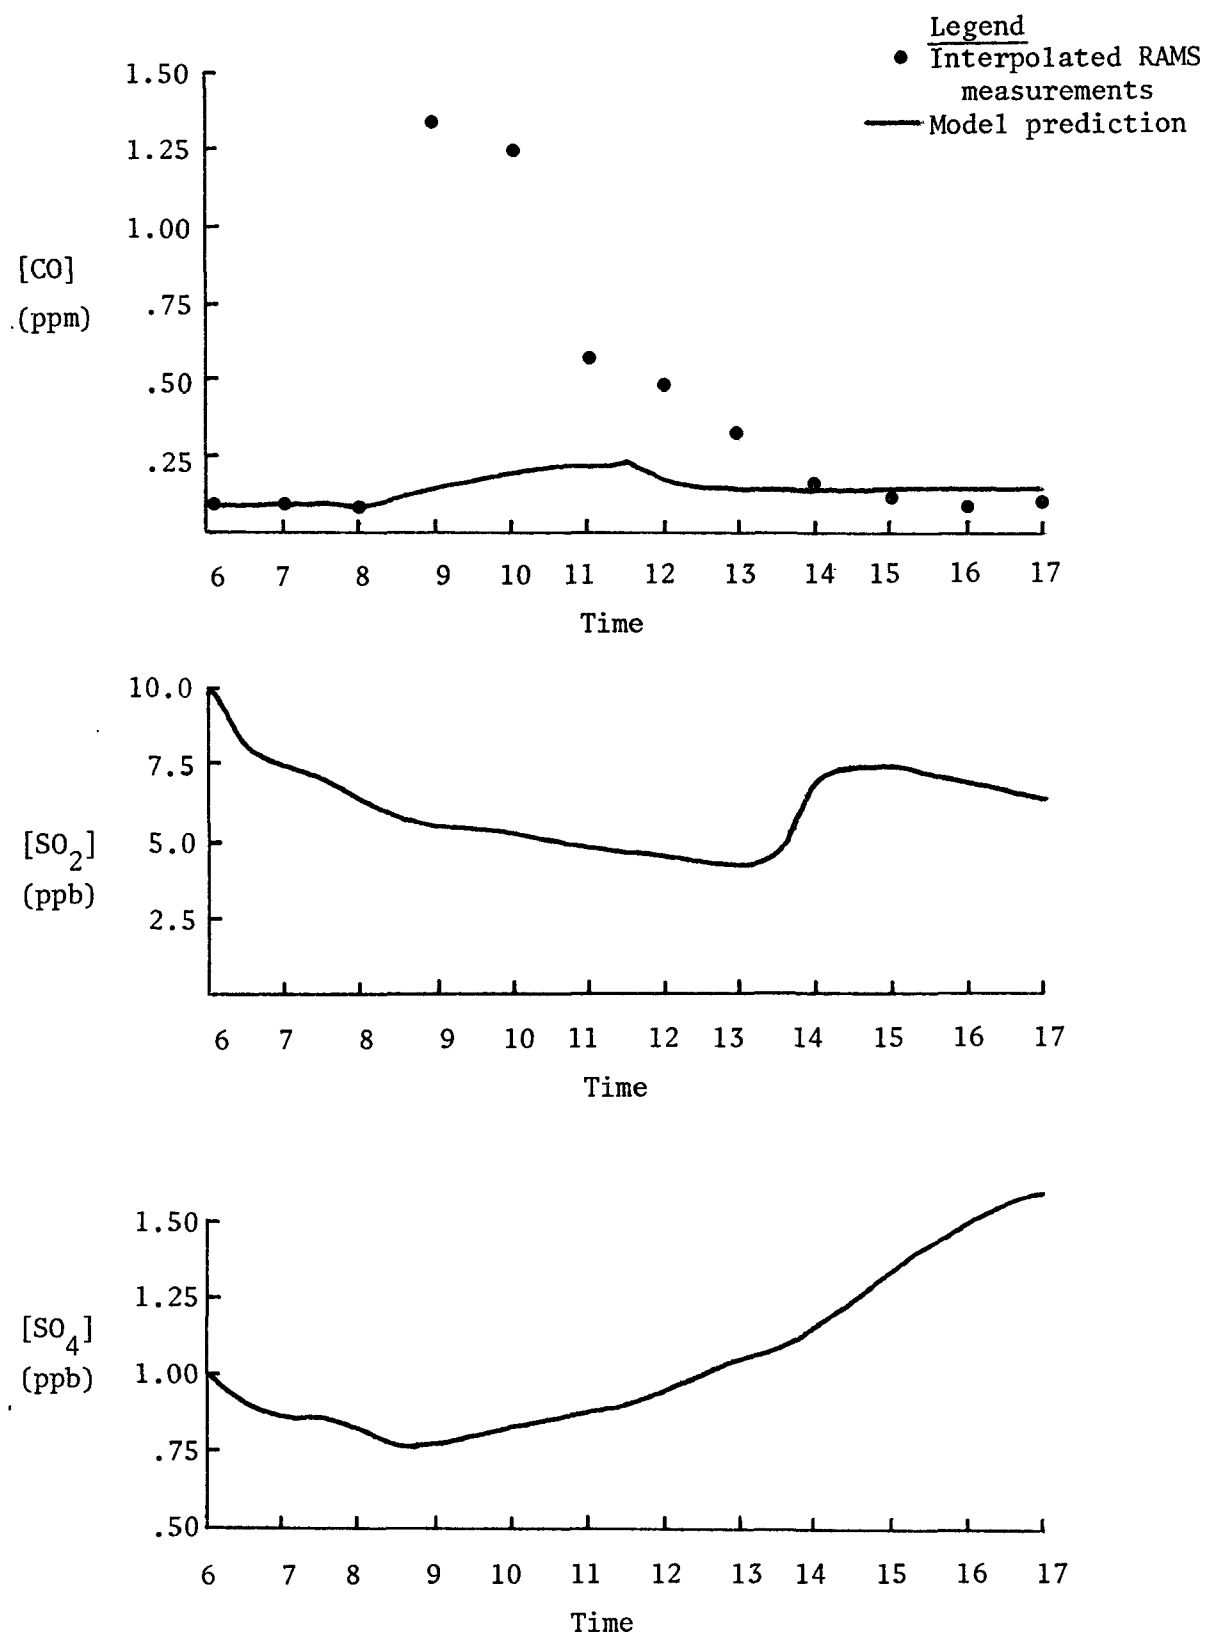 Legend
● Interpolated RAMS
measurements
Model prediction
1.50
1.25
1.00
.75
.50
.25
[CO]
(ppm)
6 7 8 9 10 11 12 13 14 15 16 17
Time
10.0
7.5
5.0
2.5
[SO2]
(ppb)
6 7 8 9 10 11 12 13 14 15 16 17
Time
1.50
1.25
1.00
.75
.50
[SO4]
(ppb)
6 7 8 9 10 11 12 13 14 15 16 17
Time